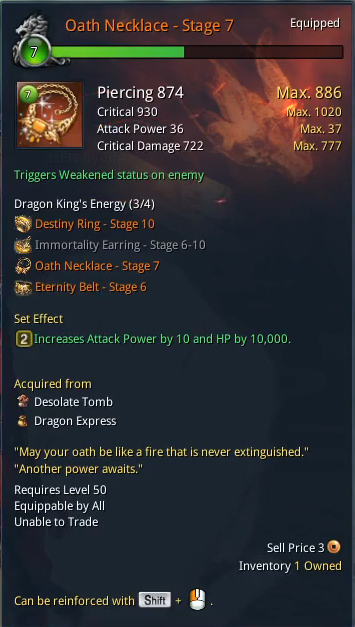 Oath Necklace - Stage 7
Equipped
7
7
Piercing 874
Max. 886
Critical 930
Max. 1020
Attack Power 36
Max. 37
Critical Damage 722
Max. 777
Triggers Weakened status on enemy
Dragon King's Energy (3/4)
Destiny Ring - Stage 10
Immortality Earring - Stage 6-10
Oath Necklace - Stage 7
Eternity Belt - Stage 6
Set Effect
2 Increases Attack Power by 10 and HP by 10,000.
Acquired from
Desolate Tomb
Dragon Express
"May your oath be like a fire that is never extinguished."
"Another power awaits."
Requires Level 50
Equippable by All
Unable to Trade
Sell Price 3
Inventory 1 Owned
Can be reinforced with Shift + .